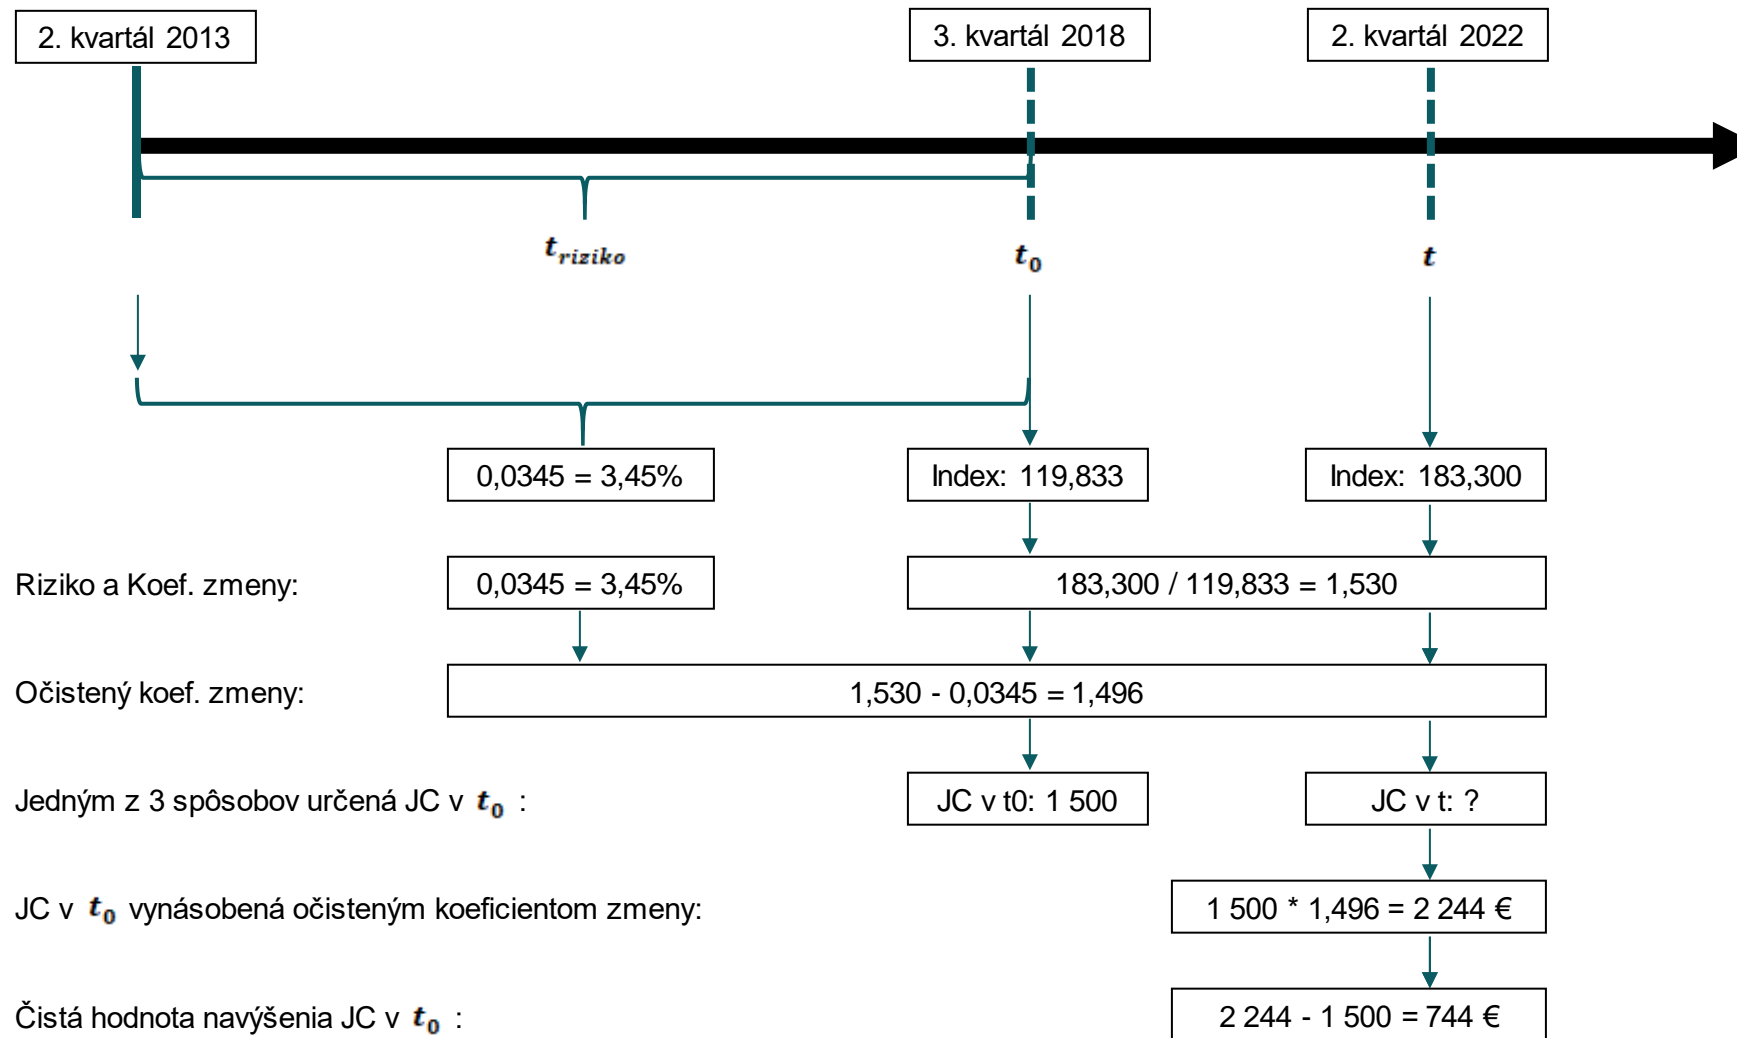 2. kvartál 2013
3. kvartál 2018
2. kvartál 2022
t_riziko
t_0
t
0,0345 = 3,45%
Index: 119,833
Index: 183,300
Riziko a Koef. zmeny:
0,0345 = 3,45%
183,300 / 119,833 = 1,530
Očistený koef. zmeny:
1,530 - 0,0345 = 1,496
Jedným z 3 spôsobov určená JC v t_0 :
JC v t0: 1 500
JC v t: ?
JC v t_0 vynásobená očisteným koeficientom zmeny:
1 500 * 1,496 = 2 244 €
Čistá hodnota navýšenia JC v t_0 :
2 244 - 1 500 = 744 €